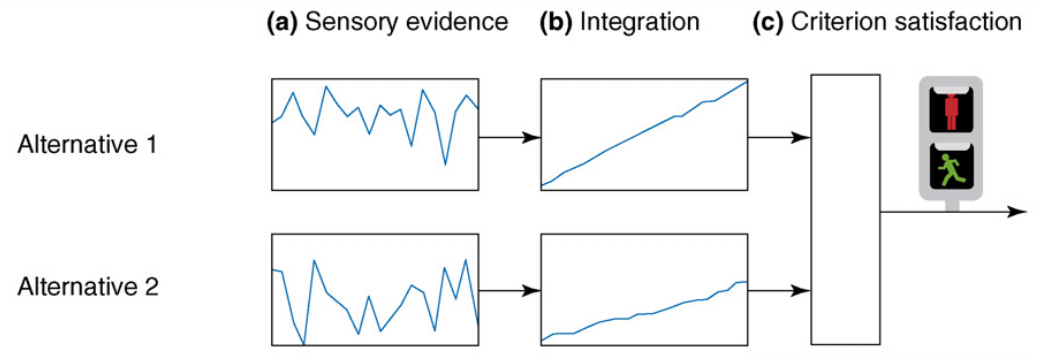 (a) Sensory evidence (b) Integration (c) Criterion satisfaction
Alternative 1
Alternative 2